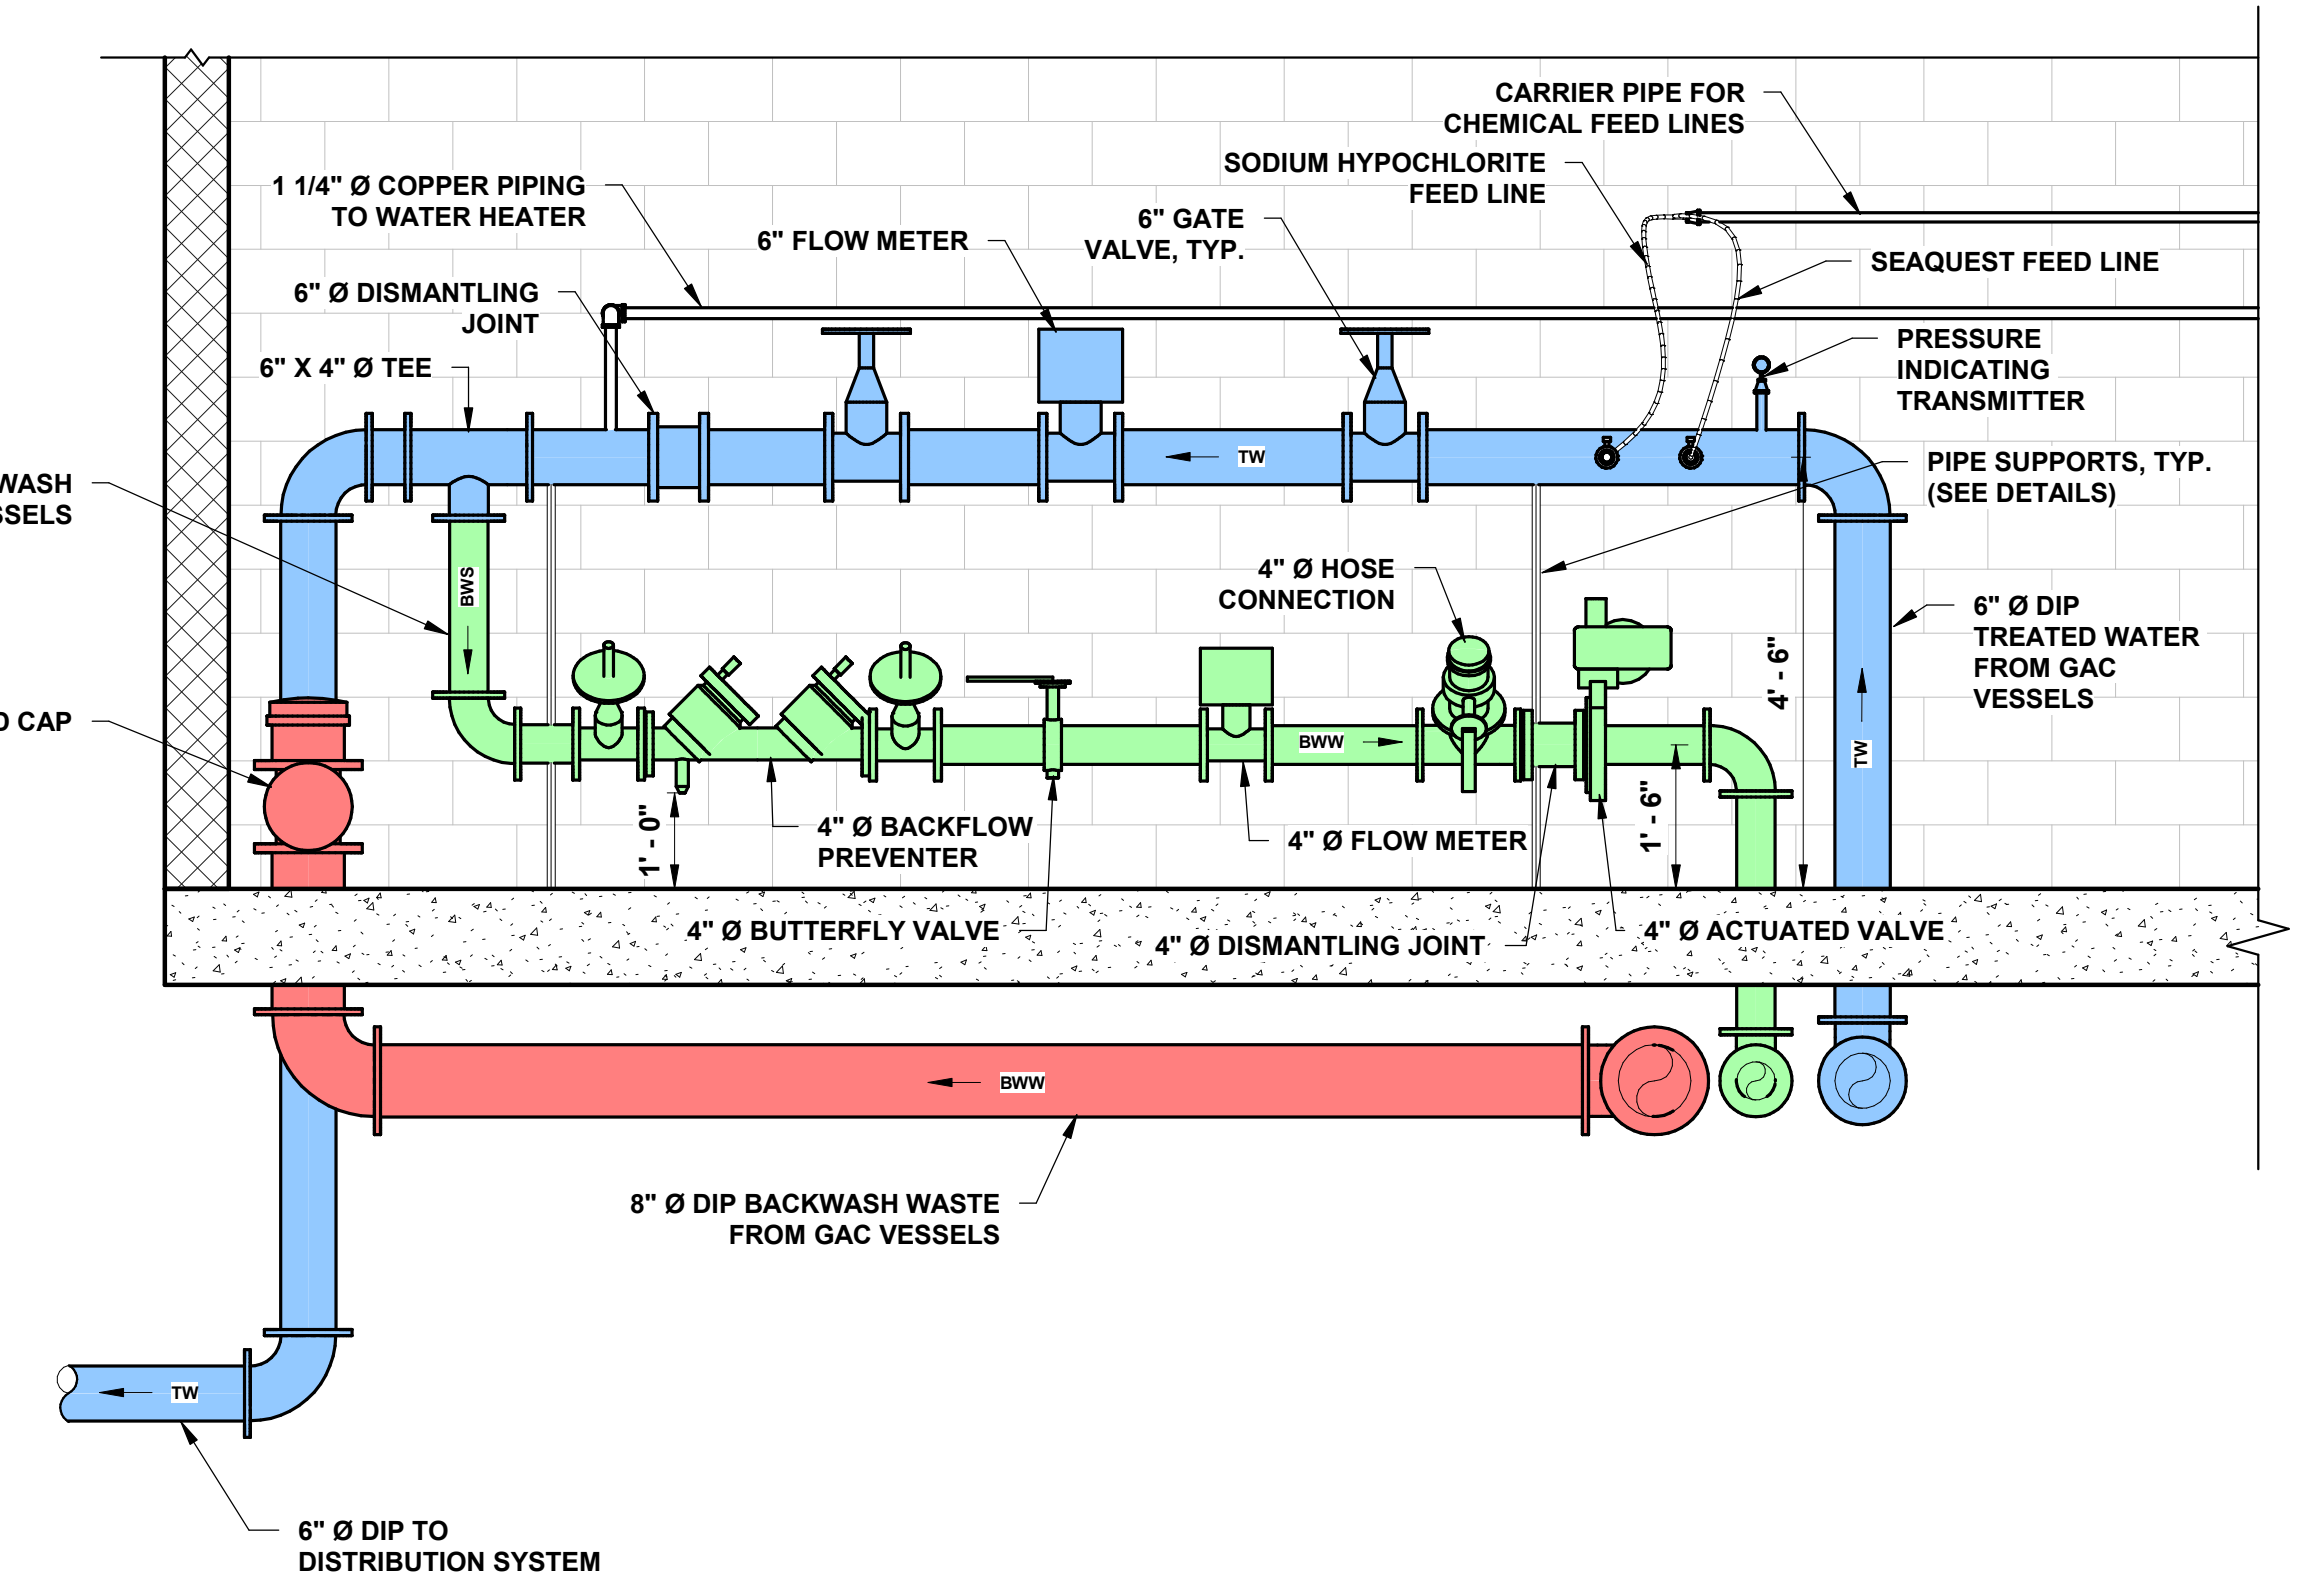 CARRIER PIPE FOR
CHEMICAL FEED LINES
SODIUM HYPOCHLORITE
FEED LINE
1 1/4" Ø COPPER PIPING
TO WATER HEATER
6" FLOW METER
6" GATE
VALVE, TYP.
SEAQUEST FEED LINE
6" Ø DISMANTLING
JOINT
PRESSURE
INDICATING
TRANSMITTER
6" X 4" Ø TEE
TW
PIPE SUPPORTS, TYP.
(SEE DETAILS)
WASH
SSELS
BWS
4" Ø HOSE
CONNECTION
6" Ø DIP
TREATED WATER
FROM GAC
VESSELS
4' - 6"
TW
CAP
BWW
1' - 0"
4" Ø BACKFLOW
PREVENTER
4" Ø FLOW METER
1' - 6"
4" Ø BUTTERFLY VALVE
4" Ø DISMANTLING JOINT
4" Ø ACTUATED VALVE
BWW
8" Ø DIP BACKWASH WASTE
FROM GAC VESSELS
TW
6" Ø DIP TO
DISTRIBUTION SYSTEM